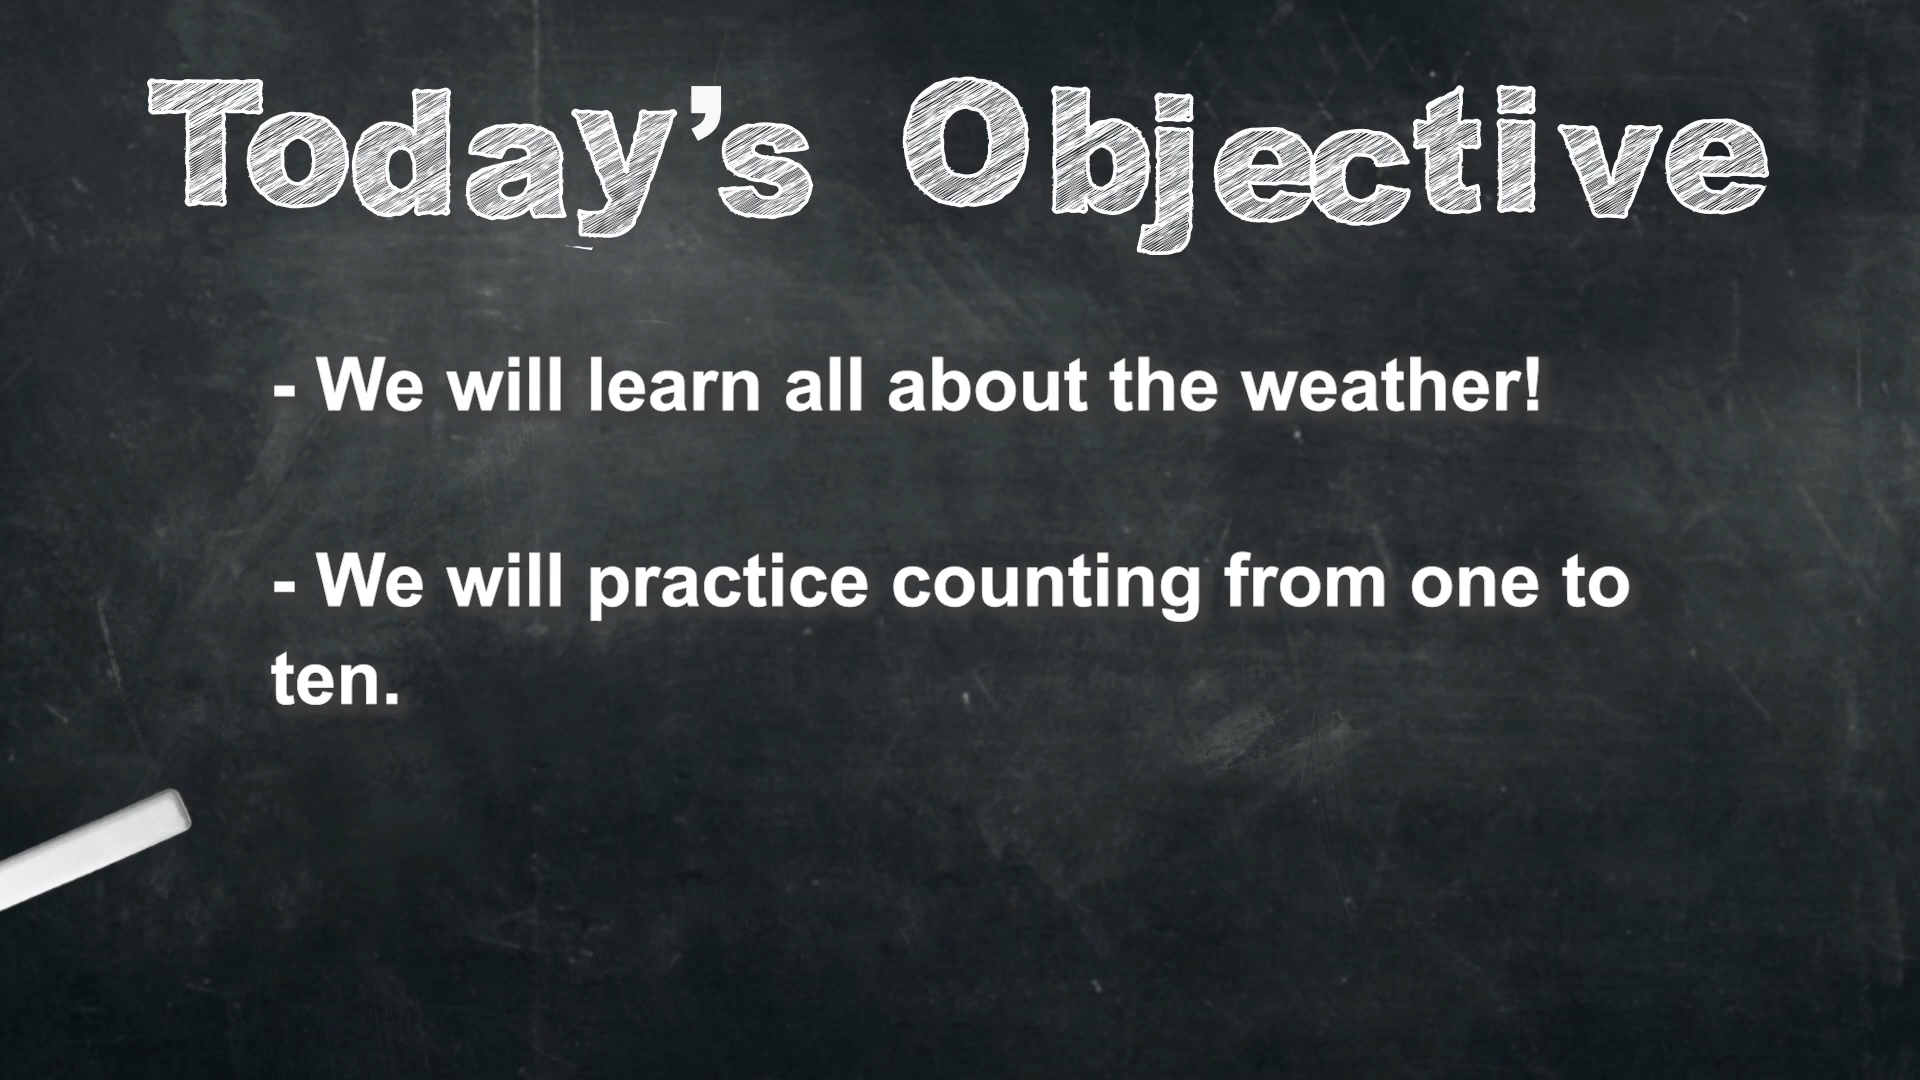 Today's Objective
- We will learn all about the weather!
- We will practice counting from one to
ten.